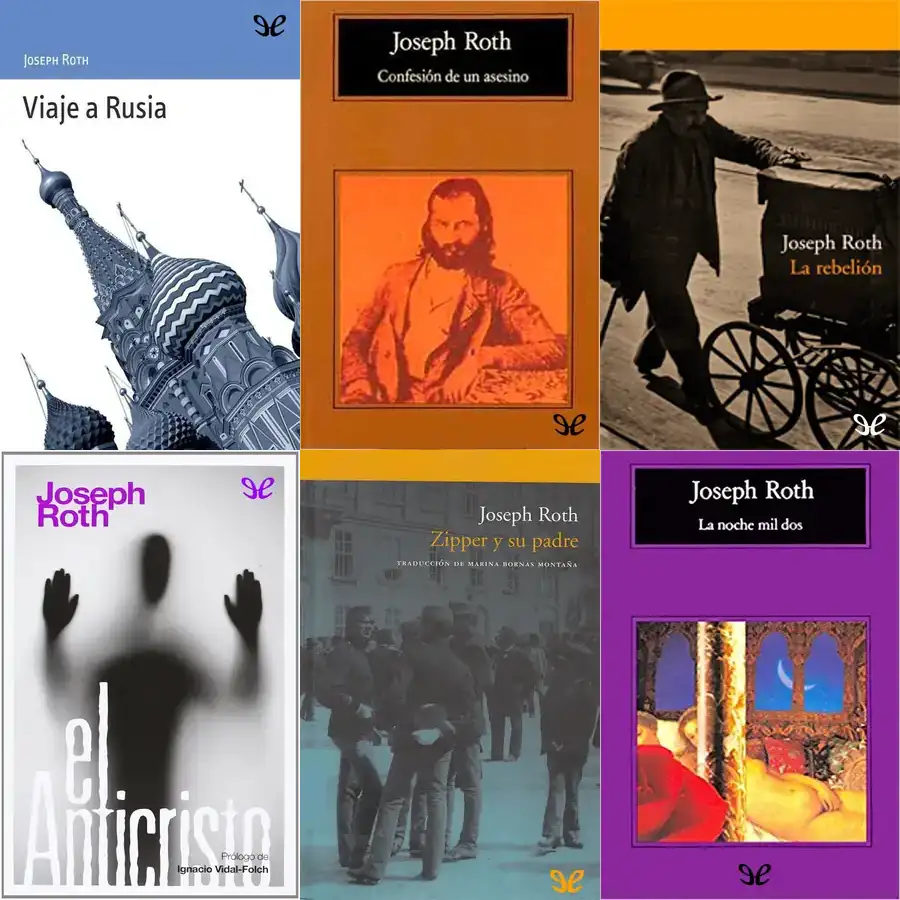 Joseph Roth
Viaje a Rusia
Joseph Roth
Confesión de un asesino
Joseph Roth
La rebelión
Joseph
Roth
el
Anticristo
Prólogo de
Ignacio Vidal-Folch
Joseph Roth
Zipper y su padre
TRADUCCIÓN DE MARINA BORNAS MONTAÑA
Joseph Roth
La noche mil dos